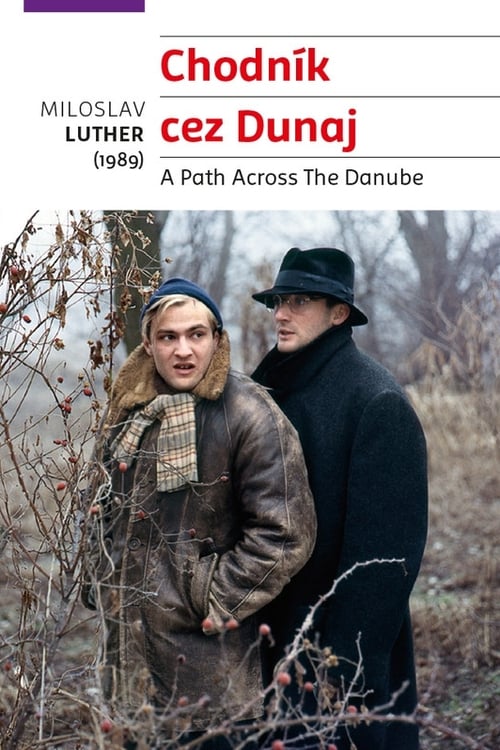 MILOSLAV
LUTHER
(1989)
Chodník
cez Dunaj
A Path Across The Danube